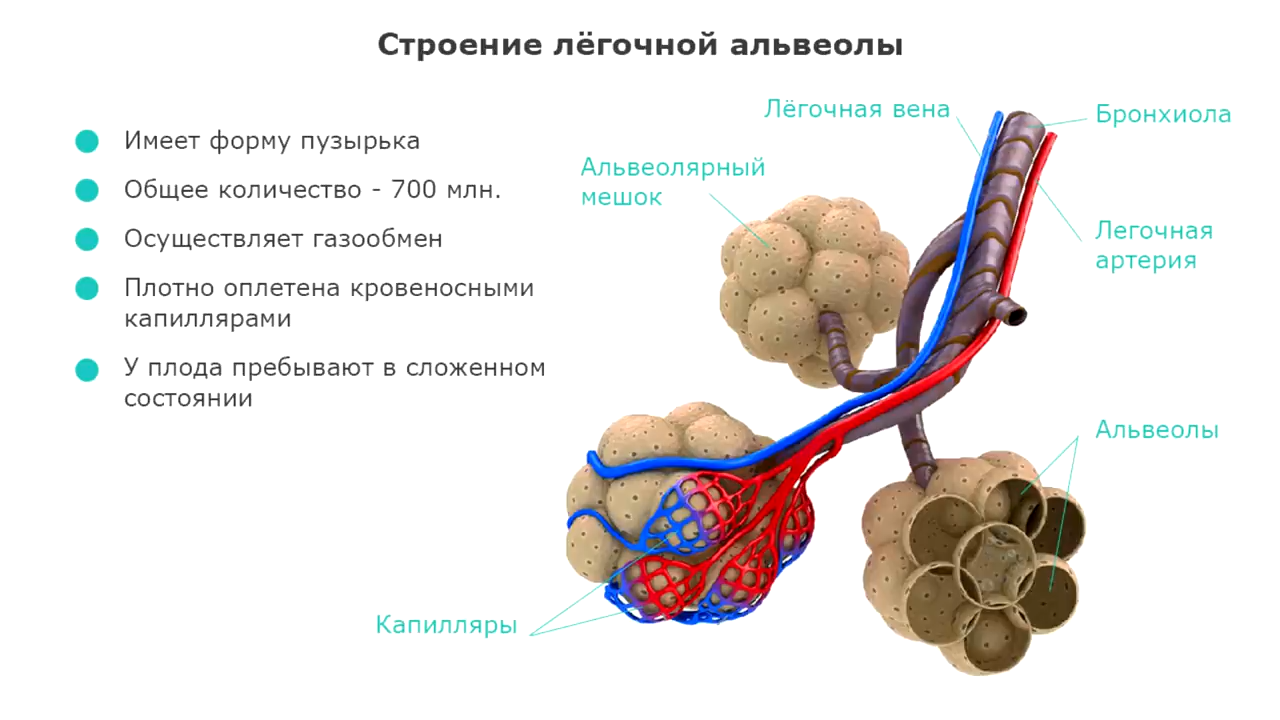 Строение лёгочной альвеолы
Имеет форму пузырька
Общее количество - 700 млн.
Осуществляет газообмен
Плотно оплетена кровеносными
капиллярами
У плода пребывают в сложенном
состоянии
Лёгочная вена
Бронхиола
Альвеолярный
мешок
Легочная
артерия
Альвеолы
Капилляры